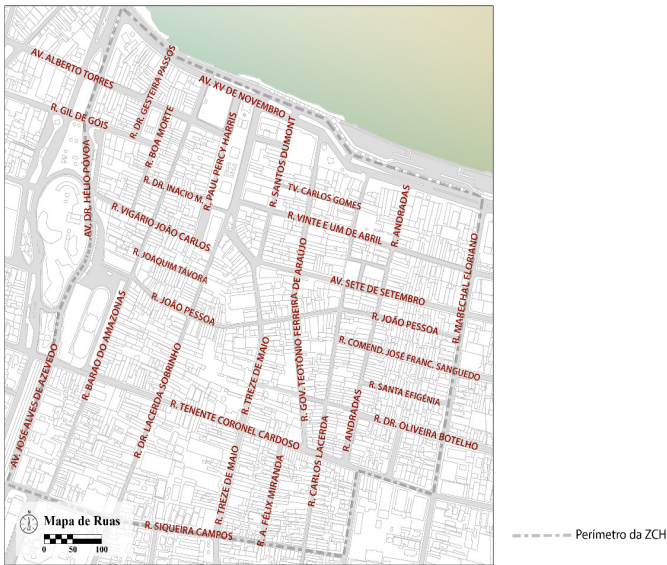 AV. ALBERTO TORRES
R. DR. GESTEIRA PASSOS
AV. XV DE NOVEMBRO
R. GIL DE GÓIS
R. BOA MORTE
R. PAUL PERCY HARRIS
R. SANTOS DUMONT
AV. DR. HÉLIO PÓVOA
R. DR. INÁCIO M.
TV. CARLOS GOMES
R. ANDRADAS
R. VIGÁRIO JOÃO CARLOS
R. VINTE E UM DE ABRIL
R. MARECHAL FLORIANO
R. JOAQUIM TÁVORA
R. GOV. TEOTÔNIO FERREIRA DE ARAÚJO
AV. SETE DE SETEMBRO
R. JOÃO PESSOA
R. JOÃO PESSOA
R. BARÃO DO AMAZONAS
R. COMEND. JOSÉ FRANC. SANGUEDO
R. TREZE DE MAIO
R. DR. LACERDA SOBRINHO
AV. JOSÉ ALVES DE AZEVEDO
R. SANTA EFIGÊNIA
R. TENENTE CORONEL CARDOSO
R. ANDRADAS
R. DR. OLIVEIRA BOTELHO
R. CARLOS LACERDA
R. TREZE DE MAIO
R. A. FÉLIX MIRANDA
R. SIQUEIRA CAMPOS
N
Mapa de Ruas
0 50 100
Perímetro da ZCH